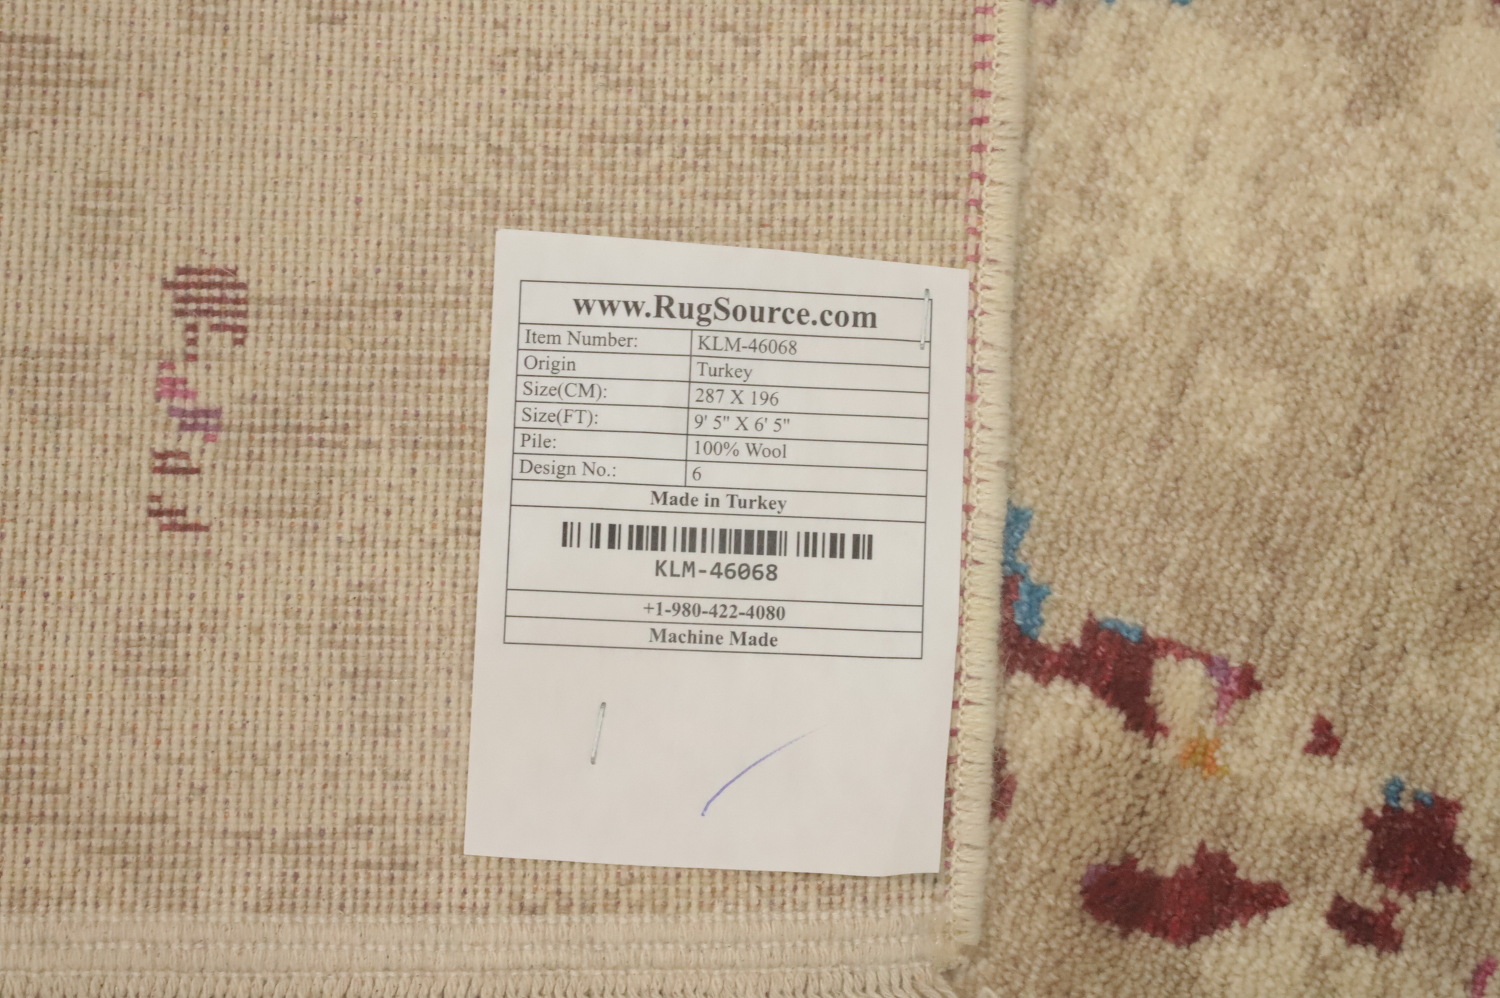 www.RugSource.com
Item Number: KLM-46068
Origin Turkey
Size(CM): 287 X 196
Size(FT): 9' 5" X 6' 5"
Pile: 100% Wool
Design No.: 6
Made in Turkey
KLM-46068
+1-980-422-4080
Machine Made